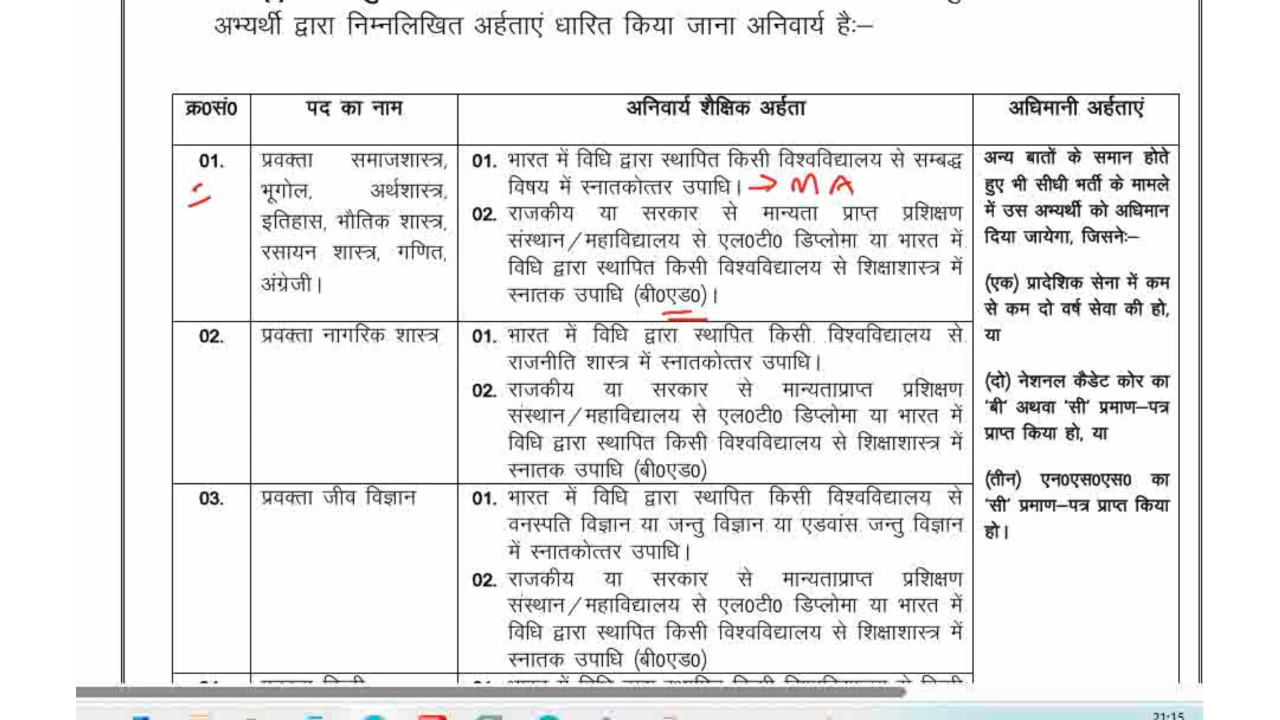 अभ्यर्थी द्वारा निम्नलिखित अर्हताएं धारित किया जाना अनिवार्य हैः–
क्र0सं0
पद का नाम
अनिवार्य शैक्षिक अर्हता
अधिमानी अर्हताएं
01.
प्रवक्ता समाजशास्त्र,
भूगोल, अर्थशास्त्र,
इतिहास, भौतिक शास्त्र,
रसायन शास्त्र, गणित,
अंग्रेजी।
01. भारत में विधि द्वारा स्थापित किसी विश्वविद्यालय से सम्बद्ध
विषय में स्नातकोत्तर उपाधि। → MA
02. राजकीय या सरकार से मान्यता प्राप्त प्रशिक्षण
संस्थान/महाविद्यालय से एल0टी0 डिप्लोमा या भारत में
विधि द्वारा स्थापित किसी विश्वविद्यालय से शिक्षाशास्त्र में
स्नातक उपाधि (बी0एड0)।
02.
प्रवक्ता नागरिक शास्त्र
01. भारत में विधि द्वारा स्थापित किसी विश्वविद्यालय से
राजनीति शास्त्र में स्नातकोत्तर उपाधि।
02. राजकीय या सरकार से मान्यताप्राप्त प्रशिक्षण
संस्थान/महाविद्यालय से एल0टी0 डिप्लोमा या भारत में
विधि द्वारा स्थापित किसी विश्वविद्यालय से शिक्षाशास्त्र में
स्नातक उपाधि (बी0एड0)
03.
प्रवक्ता जीव विज्ञान
01. भारत में विधि द्वारा स्थापित किसी विश्वविद्यालय से
वनस्पति विज्ञान या जन्तु विज्ञान या एडवांस जन्तु विज्ञान
में स्नातकोत्तर उपाधि।
02. राजकीय या सरकार से मान्यताप्राप्त प्रशिक्षण
संस्थान/महाविद्यालय से एल0टी0 डिप्लोमा या भारत में
विधि द्वारा स्थापित किसी विश्वविद्यालय से शिक्षाशास्त्र में
स्नातक उपाधि (बी0एड0)
अन्य बातों के समान होते
हुए भी सीधी भर्ती के मामले
में उस अभ्यर्थी को अधिमान
दिया जायेगा, जिसनेः–
(एक) प्रादेशिक सेना में कम
से कम दो वर्ष सेवा की हो,
या
(दो) नेशनल कैडेट कोर का
'बी' अथवा 'सी' प्रमाण–पत्र
प्राप्त किया हो, या
(तीन) एन0एस0एस0 का
'सी' प्रमाण–पत्र प्राप्त किया
हो।
21:15